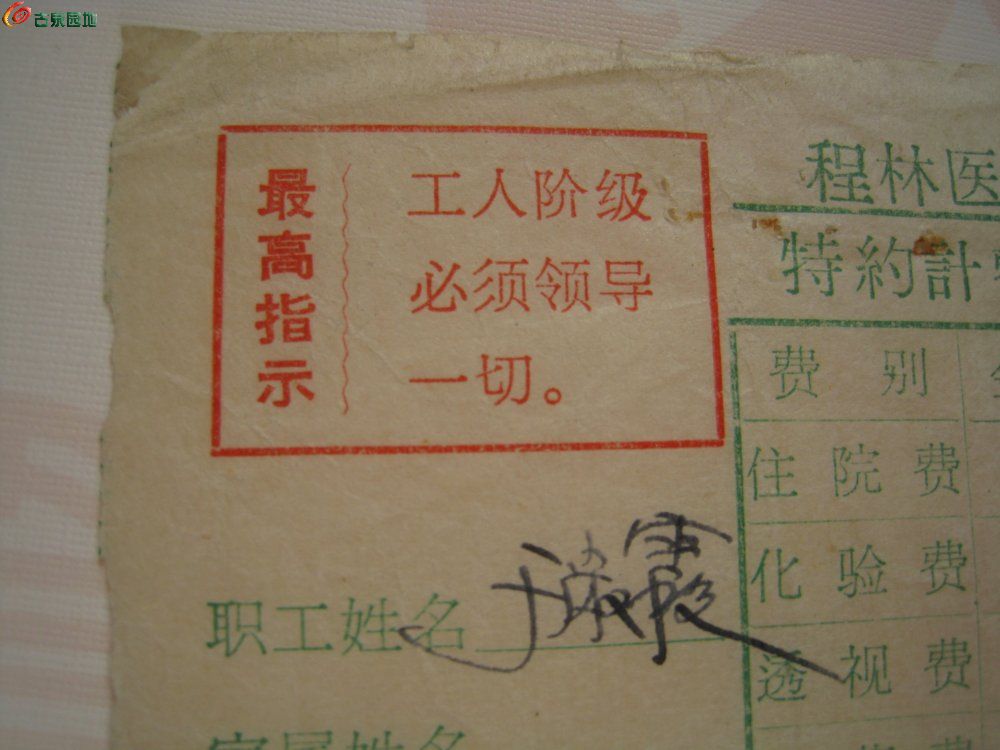 古泉园地
最高指示
工人阶级
必须领导
一切。
程林医
特約計
费别
住院费
化验费
透视费
职工姓名 于 霞